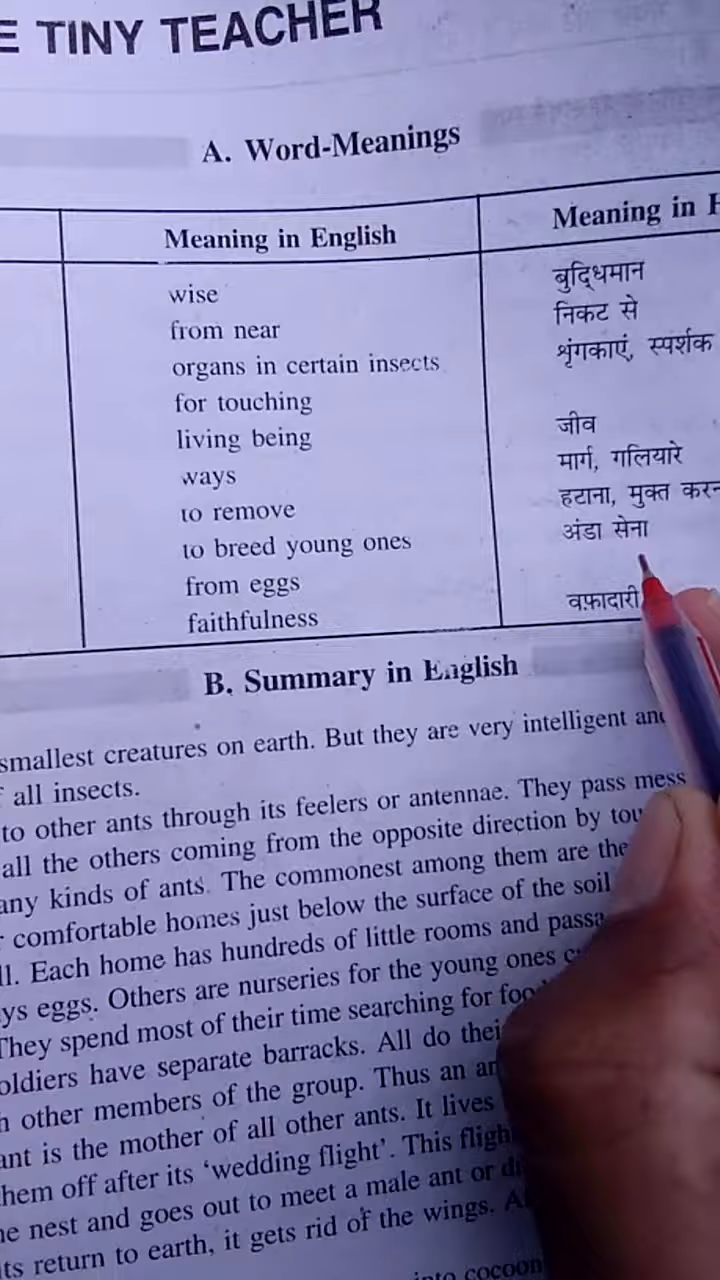 E TINY TEACHER
A. Word-Meanings
Meaning in English
Meaning in
wise
बुद्धिमान
from near
निकट से
organs in certain insects
शृंगकाएं, स्पर्शक
for touching
living being
जीव
ways
मार्ग, गलियारे
to remove
हटाना, मुक्त
to breed young ones
अंडा सेना
from eggs
faithfulness
वफ़ादारी
B. Summary in English
smallest creatures on earth. But they are very intelligent and
all insects.
to other ants through its feelers or antennae. They pass mess
all the others coming from the opposite direction by tou
any kinds of ants. The commonest among them are the
comfortable homes just below the surface of the soil
ll. Each home has hundreds of little rooms and passa
ys eggs. Others are nurseries for the young ones
They spend most of their time searching for foo
oldiers have separate barracks. All do thei
h other members of the group. Thus an an
ant is the mother of all other ants. It lives
hem off after its ‘wedding flight’. This fligh
he nest and goes out to meet a male ant or d
its return to earth, it gets rid of the wings. A
into cocoon